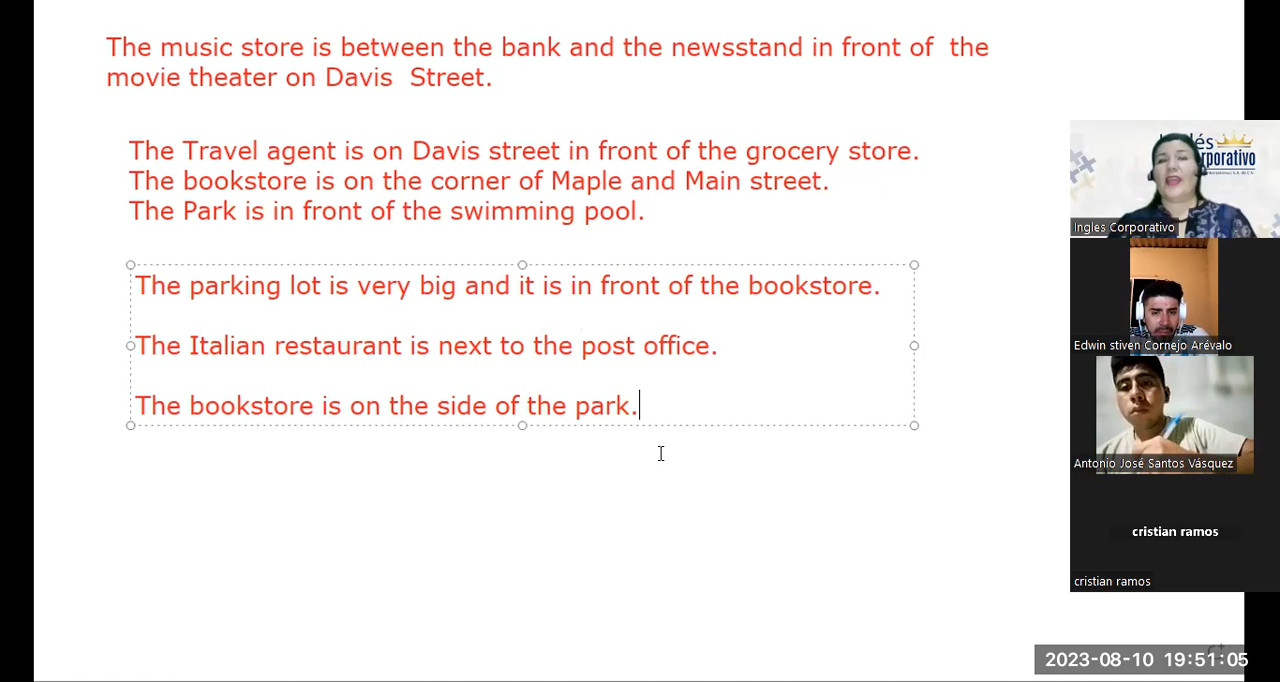 The music store is between the bank and the newsstand in front of  the
movie theater on Davis  Street.
The Travel agent is on Davis street in front of the grocery store.
The bookstore is on the corner of Maple and Main street.
The Park is in front of the swimming pool.
The parking lot is very big and it is in front of the bookstore.
The Italian restaurant is next to the post office.
The bookstore is on the side of the park.
Ingles Corporativo
Edwin stiven Cornejo Arévalo
Antonio José Santos Vásquez
cristian ramos
cristian ramos
2023-08-10 19:51:05